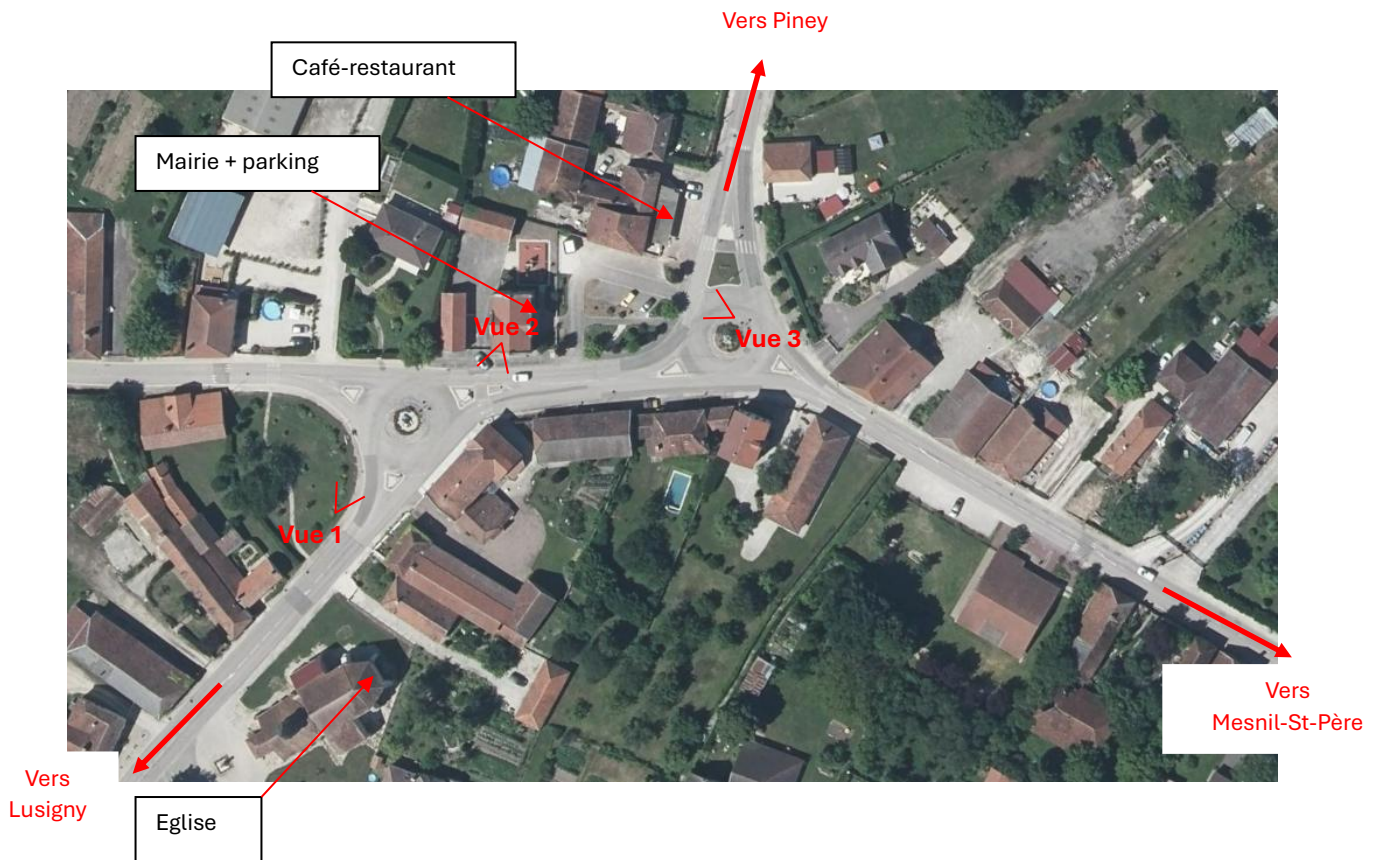 Vers Piney
Café-restaurant
Mairie + parking
Vue 2
Vue 3
Vue 1
Vers
Mesnil-St-Père
Vers
Lusigny
Eglise